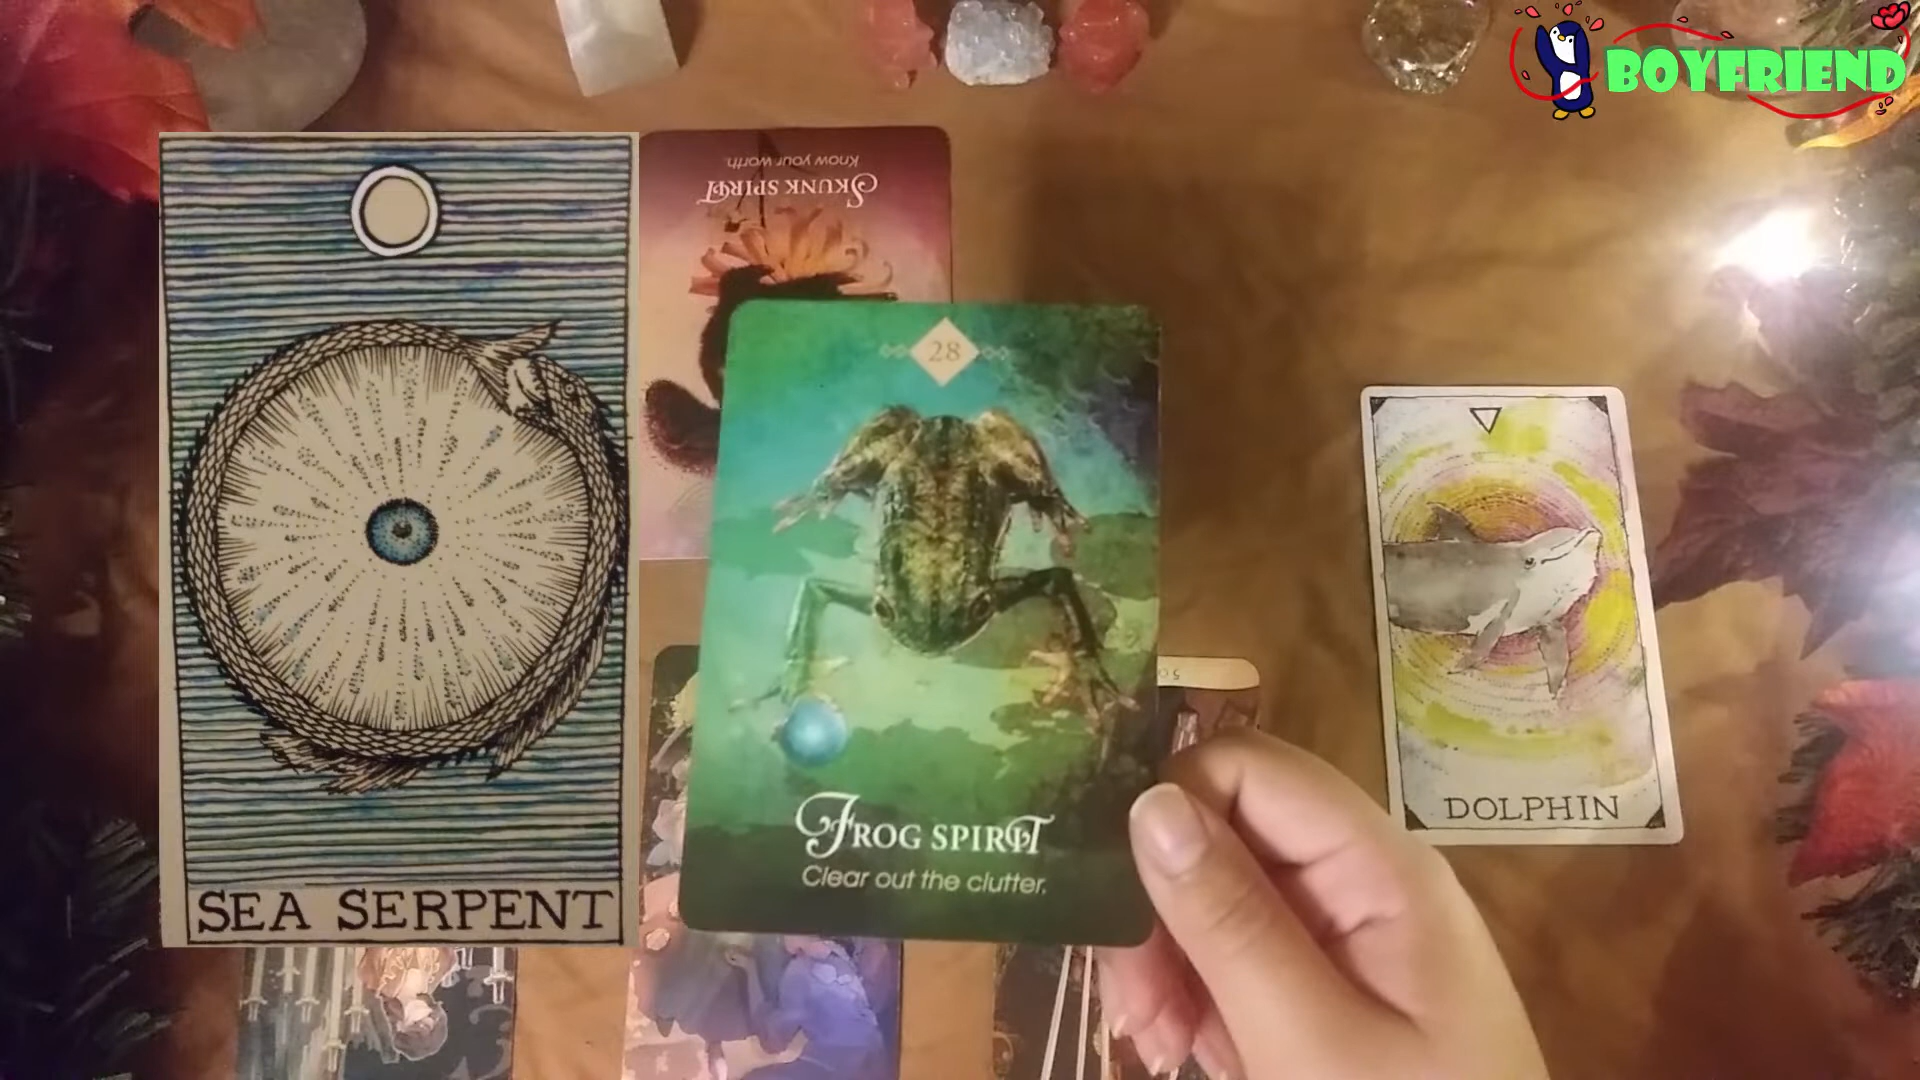 BOYFRIEND
Know your worth.
SKUNK SPIRIT
28
FROG SPIRIT
Clear out the clutter.
DOLPHIN
SEA SERPENT